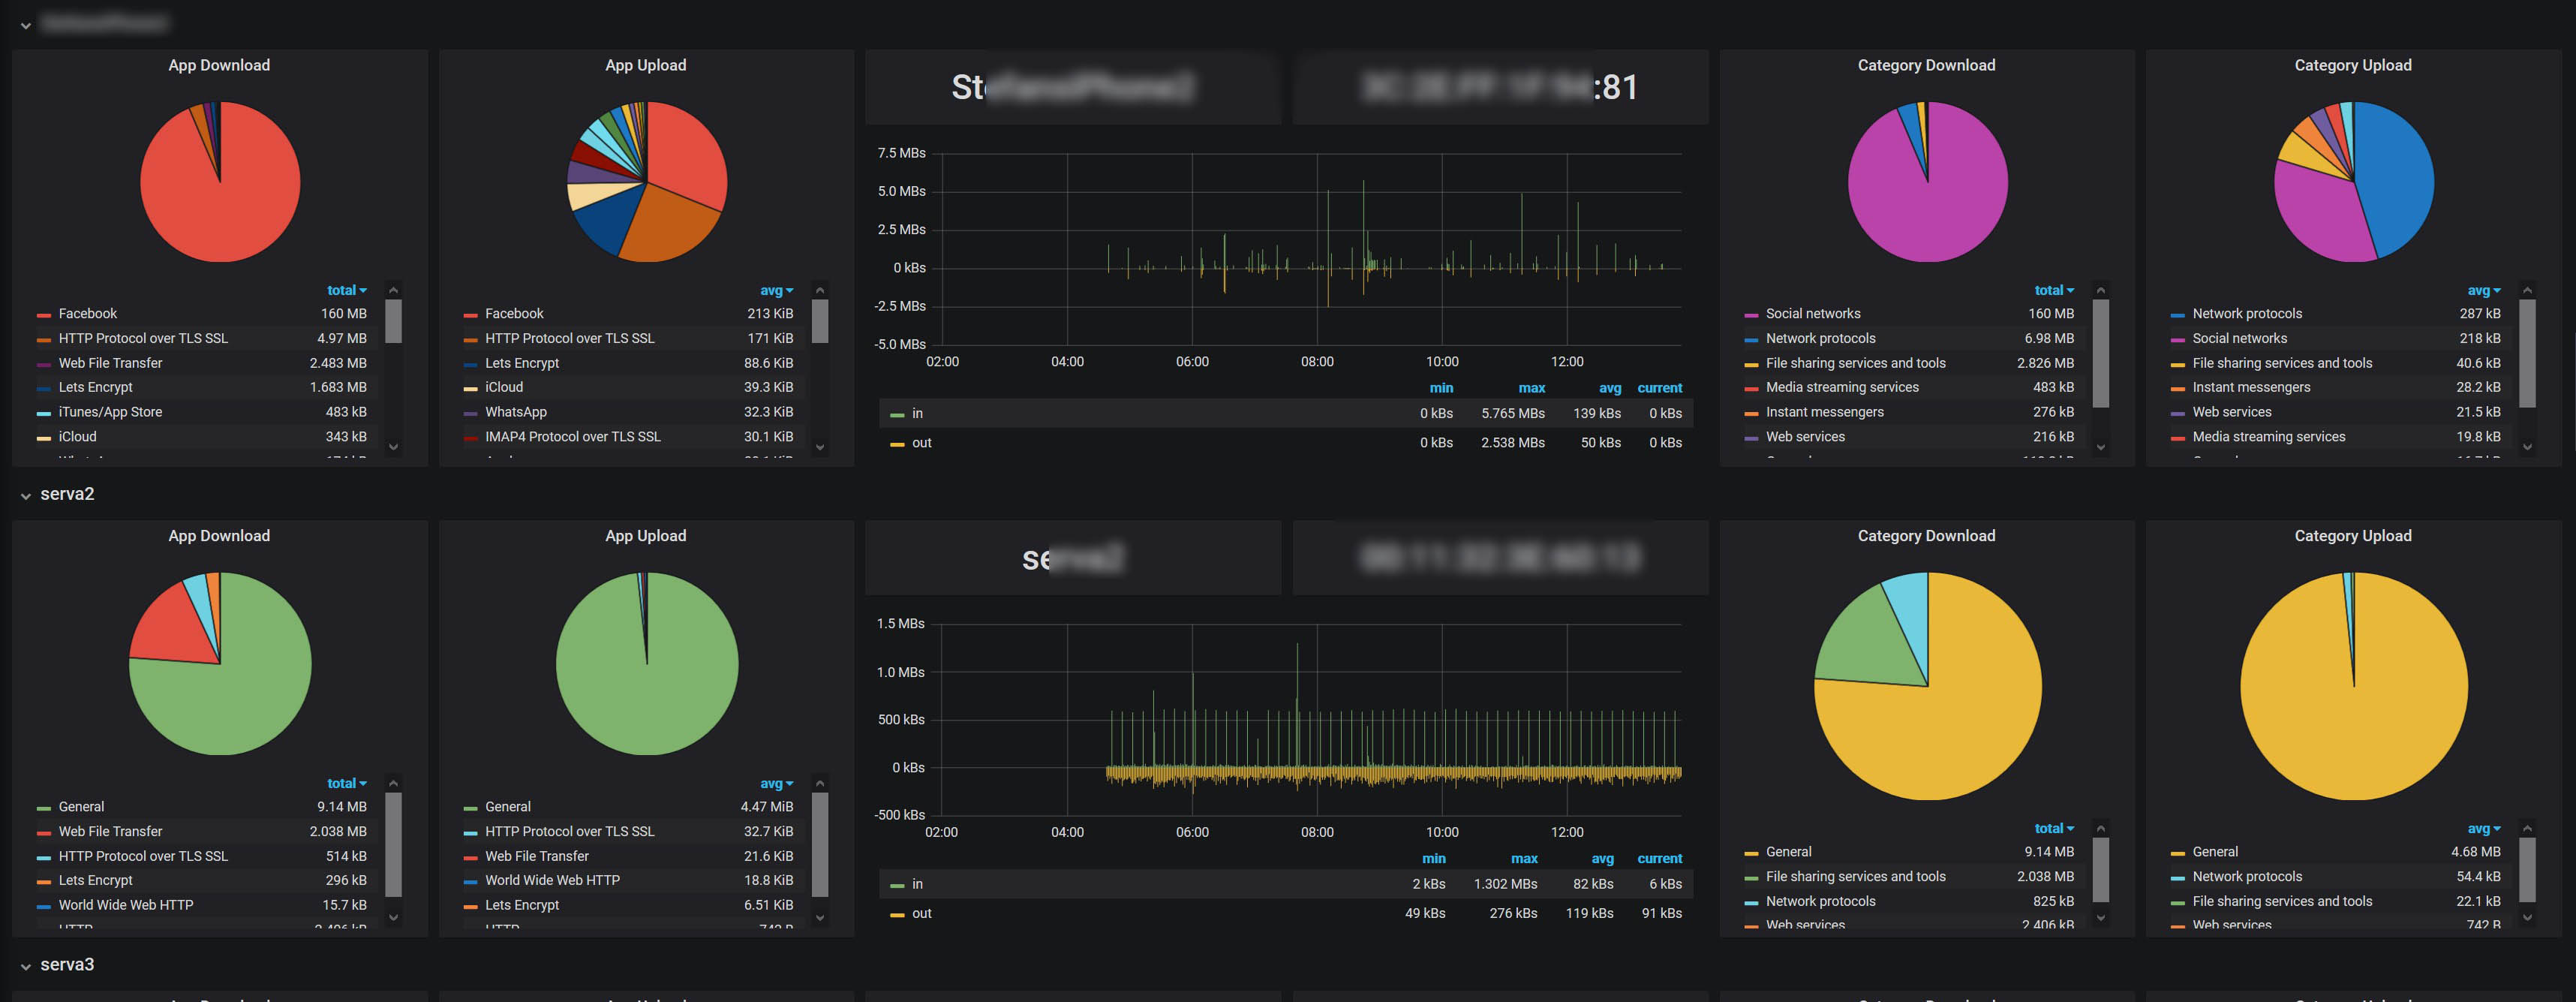 App Download
total
Facebook 160 MB
HTTP Protocol over TLS SSL 4.97 MB
Web File Transfer 2.483 MB
Lets Encrypt 1.683 MB
iTunes/App Store 483 kB
iCloud 343 kB
App Upload
avg
Facebook 213 KiB
HTTP Protocol over TLS SSL 171 KiB
Lets Encrypt 88.6 KiB
iCloud 39.3 KiB
WhatsApp 32.3 KiB
IMAP4 Protocol over TLS SSL 30.1 KiB
St
:81
7.5 MBs
5.0 MBs
2.5 MBs
0 kBs
-2.5 MBs
-5.0 MBs
02:00 04:00 06:00 08:00 10:00 12:00
min max avg current
in 0 kBs 5.765 MBs 139 kBs 0 kBs
out 0 kBs 2.538 MBs 50 kBs 0 kBs
Category Download
total
Social networks 160 MB
Network protocols 6.98 MB
File sharing services and tools 2.826 MB
Media streaming services 483 kB
Instant messengers 276 kB
Web services 216 kB
Category Upload
avg
Network protocols 287 kB
Social networks 218 kB
File sharing services and tools 40.6 kB
Instant messengers 28.2 kB
Web services 21.5 kB
Media streaming services 19.8 kB
serva2
App Download
total
General 9.14 MB
Web File Transfer 2.038 MB
HTTP Protocol over TLS SSL 514 kB
Lets Encrypt 296 kB
World Wide Web HTTP 15.7 kB
App Upload
avg
General 4.47 MiB
HTTP Protocol over TLS SSL 32.7 KiB
Web File Transfer 21.6 KiB
World Wide Web HTTP 18.8 KiB
Lets Encrypt 6.51 KiB
se
1.5 MBs
1.0 MBs
500 kBs
0 kBs
-500 kBs
02:00 04:00 06:00 08:00 10:00 12:00
min max avg current
in 2 kBs 1.302 MBs 82 kBs 6 kBs
out 49 kBs 276 kBs 119 kBs 91 kBs
Category Download
total
General 9.14 MB
File sharing services and tools 2.038 MB
Network protocols 825 kB
Web services 2.406 kB
Category Upload
avg
General 4.68 MB
Network protocols 54.4 kB
File sharing services and tools 22.1 kB
Web services 742 B
serva3